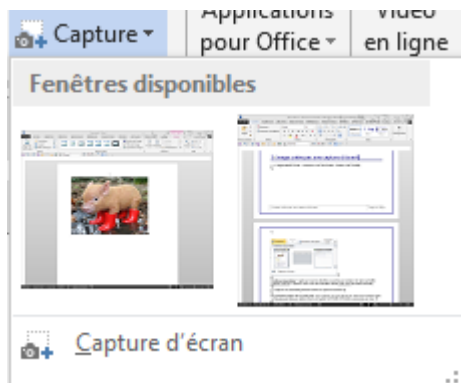 Capture
Applications
pour Office
Vidéo
en ligne
Fenêtres disponibles
Capture d'écran